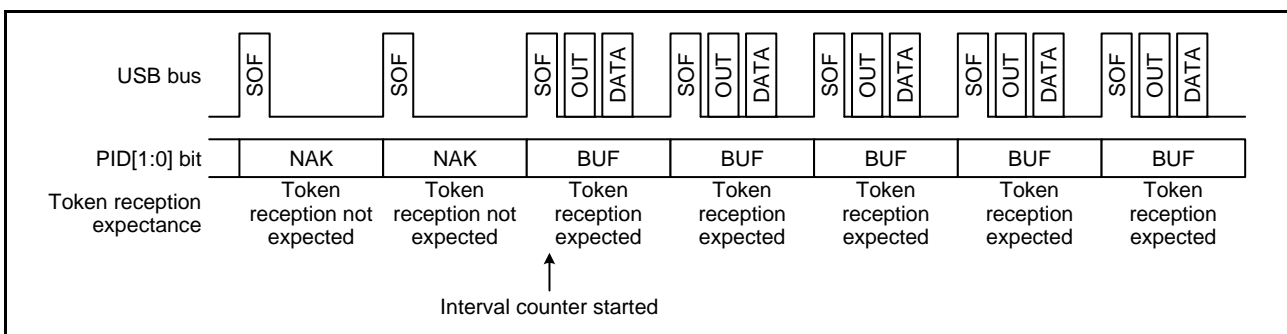 USB bus
SOF
SOF
SOF OUT DATA
SOF OUT DATA
SOF OUT DATA
SOF OUT DATA
SOF OUT DATA
PID[1:0] bit
NAK
NAK
BUF
BUF
BUF
BUF
BUF
Token reception
expectance
Token
reception not
expected
Token
reception not
expected
Token
reception
expected
Token
reception
expected
Token
reception
expected
Token
reception
expected
Token
reception
expected
Interval counter started